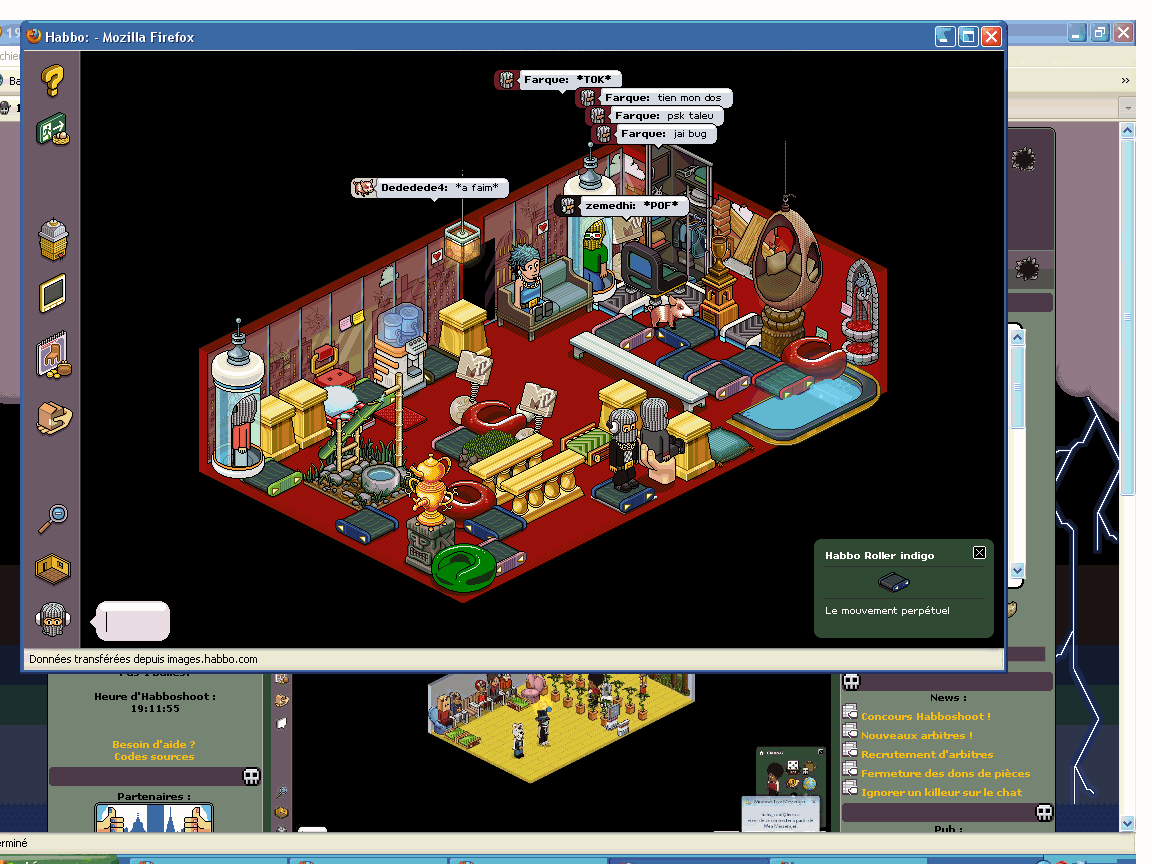 Habbo: - Mozilla Firefox
Farque: *TOK*
Farque: tien mon dos
Farque: psk taleu
Farque: jai bug
Dededede4: *a faim*
zemedhi: *POF*
MTV
MTV
Habbo Roller indigo
Le mouvement perpétuel
Données transférées depuis images.habbo.com
Heure d'Habboshoot :
19:11:55
Besoin d'aide ?
Codes sources
Partenaires :
News :
Concours Habboshoot !
Nouveaux arbitres !
Recrutement d'arbitres
Fermeture des dons de pièces
Ignorer un killeur sur le chat
Pub :